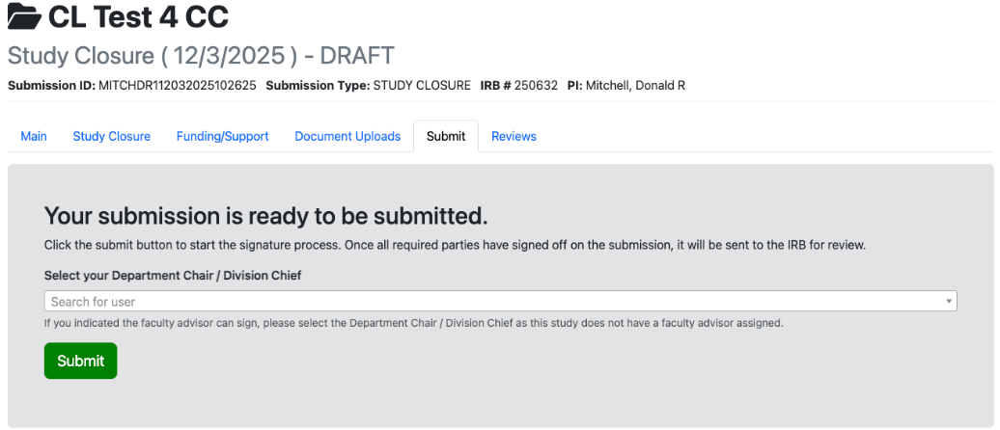 CL Test 4 CC
Study Closure ( 12/3/2025 ) - DRAFT
Submission ID: MITCHDR112032025102625 Submission Type: STUDY CLOSURE IRB # 250632 PI: Mitchell, Donald R
Main Study Closure Funding/Support Document Uploads Submit Reviews
Your submission is ready to be submitted.
Click the submit button to start the signature process. Once all required parties have signed off on the submission, it will be sent to the IRB for review.
Select your Department Chair / Division Chief
Search for user
If you indicated the faculty advisor can sign, please select the Department Chair / Division Chief as this study does not have a faculty advisor assigned.
Submit